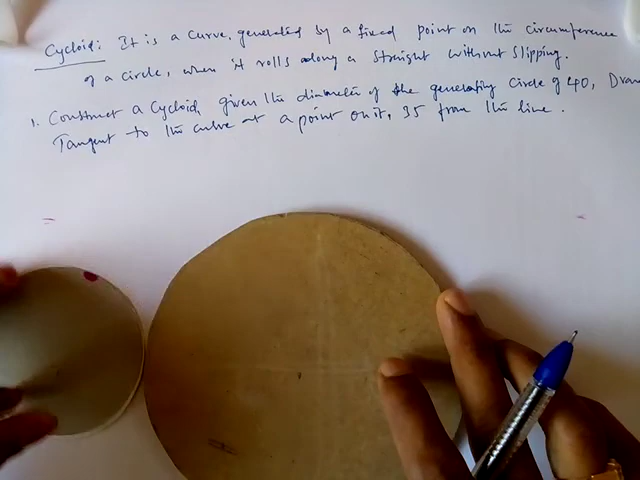 Cycloid: It is a curve, generated by a fixed point on the circumference
of a circle, when it rolls along a straight without slipping.
1. Construct a cycloid given the diameter of the generating circle of 40, Draw
Tangent to the curve at a point on it, 35 from the line.